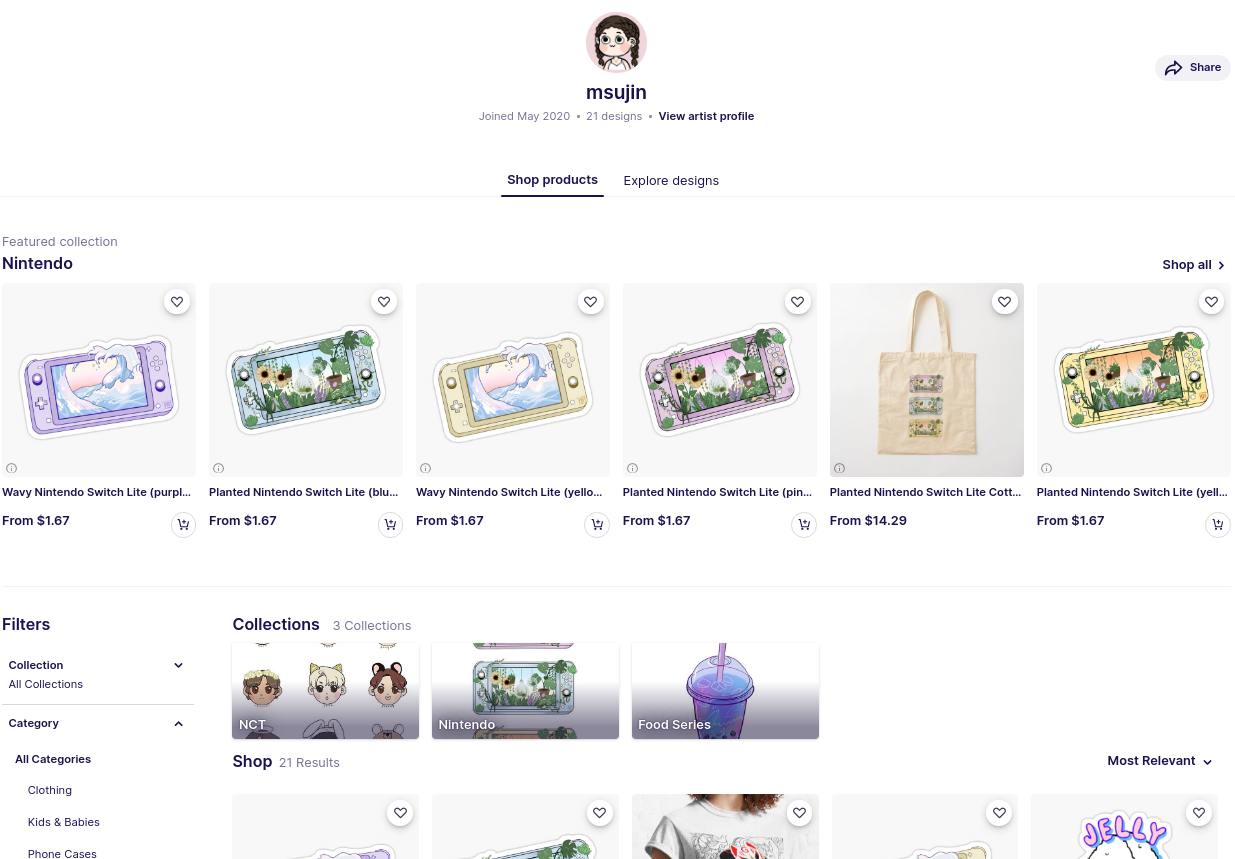 Share
msujin
Joined May 2020 • 21 designs • View artist profile
Shop products
Explore designs
Featured collection
Nintendo
Shop all
Wavy Nintendo Switch Lite (purpl...
Planted Nintendo Switch Lite (blu...
Wavy Nintendo Switch Lite (yello...
Planted Nintendo Switch Lite (pin...
Planted Nintendo Switch Lite Cott...
Planted Nintendo Switch Lite (yell...
From $1.67
From $1.67
From $1.67
From $1.67
From $14.29
From $1.67
Filters
Collection
All Collections
Category
All Categories
Clothing
Kids & Babies
Phone Cases
Collections 3 Collections
NCT
Nintendo
Food Series
Shop 21 Results
Most Relevant
JELLY